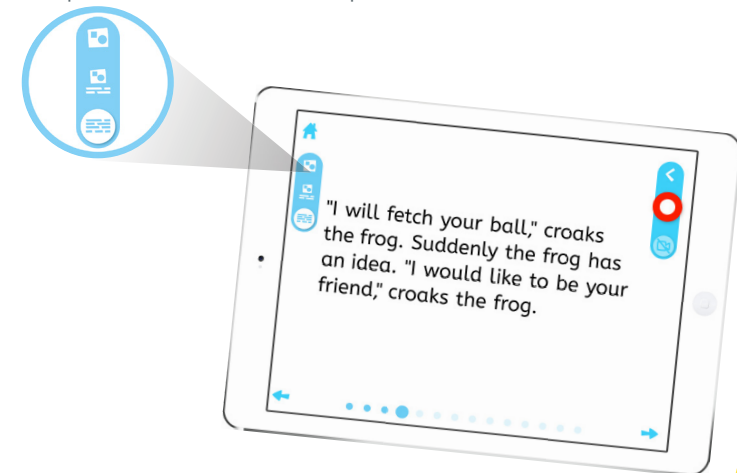 "I will fetch your ball," croaks
the frog. Suddenly the frog has
an idea. "I would like to be your
friend," croaks the frog.